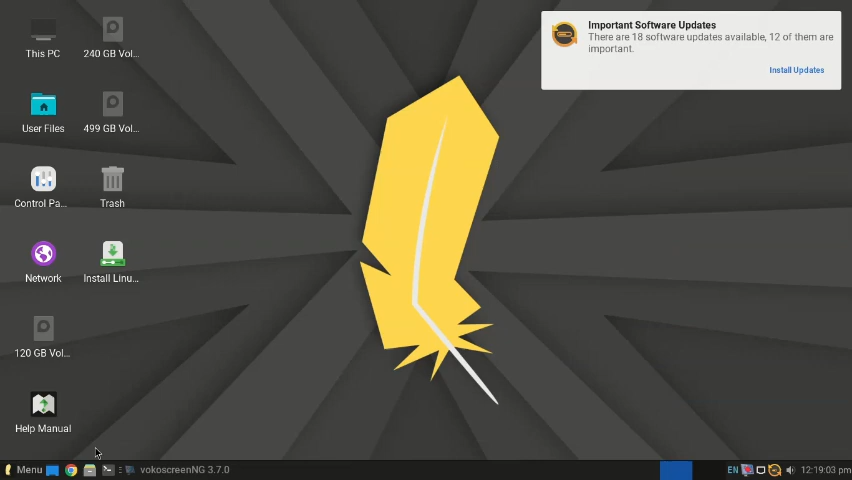 Important Software Updates
There are 18 software updates available, 12 of them are
important.
Install Updates
This PC
240 GB Vol...
User Files
499 GB Vol...
Control Pa...
Trash
Network
Install Linu...
120 GB Vol...
Help Manual
Menu
vokoscreenNG 3.7.0
EN
12:19:03 pm